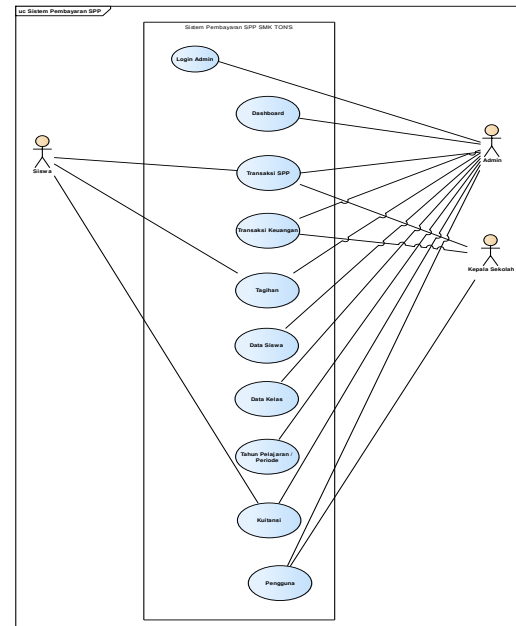 uc Sistem Pembayaran SPP
Sistem Pembayaran SPP SMK TON'S
Login Admin
Dashboard
Siswa
Admin
Transaksi SPP
Transaksi Keuangan
Kepala Sekolah
Tagihan
Data Siswa
Data Kelas
Tahun Pelajaran /
Periode
Kuitansi
Pengguna